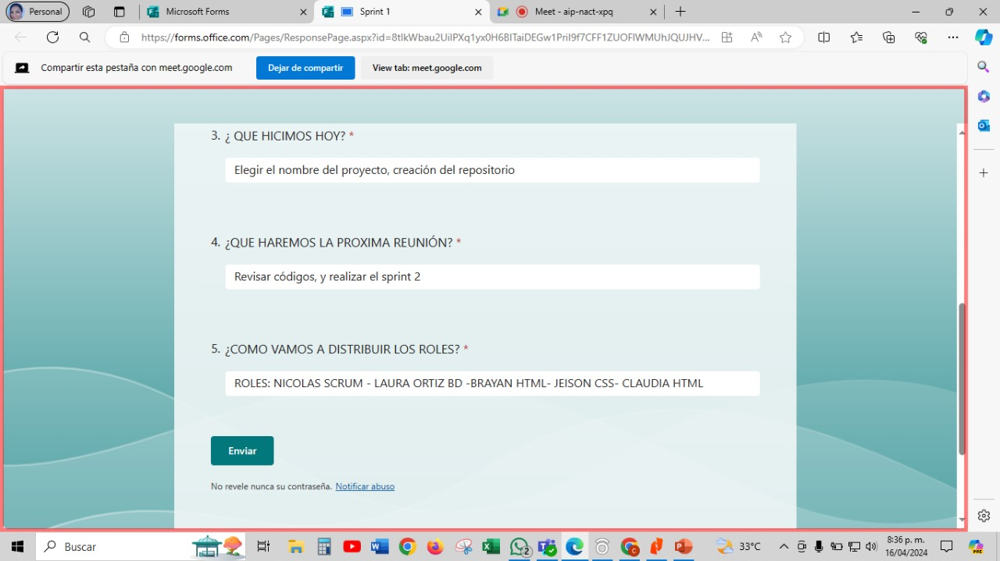 Personal
Microsoft Forms
Sprint 1
Meet - aip-nact-xpq
https://forms.office.com/Pages/ResponsePage.aspx?id=8tlkWbau2UiIPXq1yx0H6BITaiDEGw1PriI9f7CFF1ZUOFlWMUhJQUJHV...
Compartir esta pestaña con meet.google.com
Dejar de compartir
View tab: meet.google.com
3. ¿ QUE HICIMOS HOY? *
Elegir el nombre del proyecto, creación del repositorio
4. ¿QUE HAREMOS LA PROXIMA REUNIÓN? *
Revisar códigos, y realizar el sprint 2
5. ¿COMO VAMOS A DISTRIBUIR LOS ROLES? *
ROLES: NICOLAS SCRUM - LAURA ORTIZ BD -BRAYAN HTML- JEISON CSS- CLAUDIA HTML
Enviar
No revele nunca su contraseña. Notificar abuso
Buscar
2
33°C
8:36 p. m.
16/04/2024